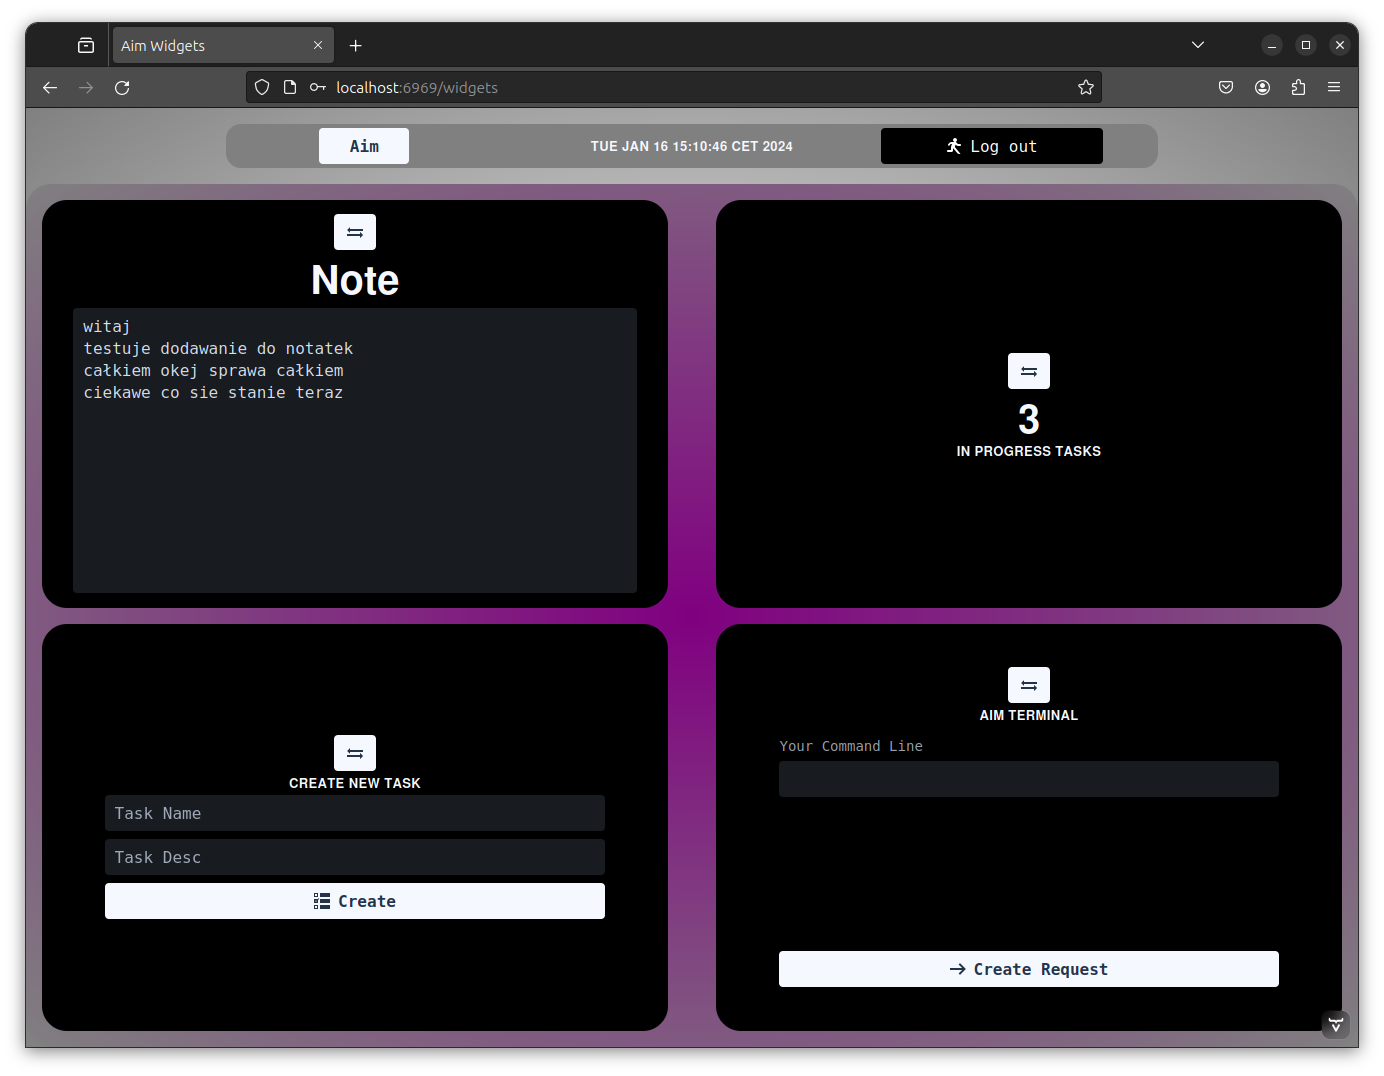 Aim Widgets
localhost:6969/widgets
Aim
TUE JAN 16 15:10:46 CET 2024
Log out
Note
witaj
testuje dodawanie do notatek
całkiem okej sprawa całkiem
ciekawe co sie stanie teraz
3
IN PROGRESS TASKS
CREATE NEW TASK
Task Name
Task Desc
Create
AIM TERMINAL
Your Command Line
Create Request